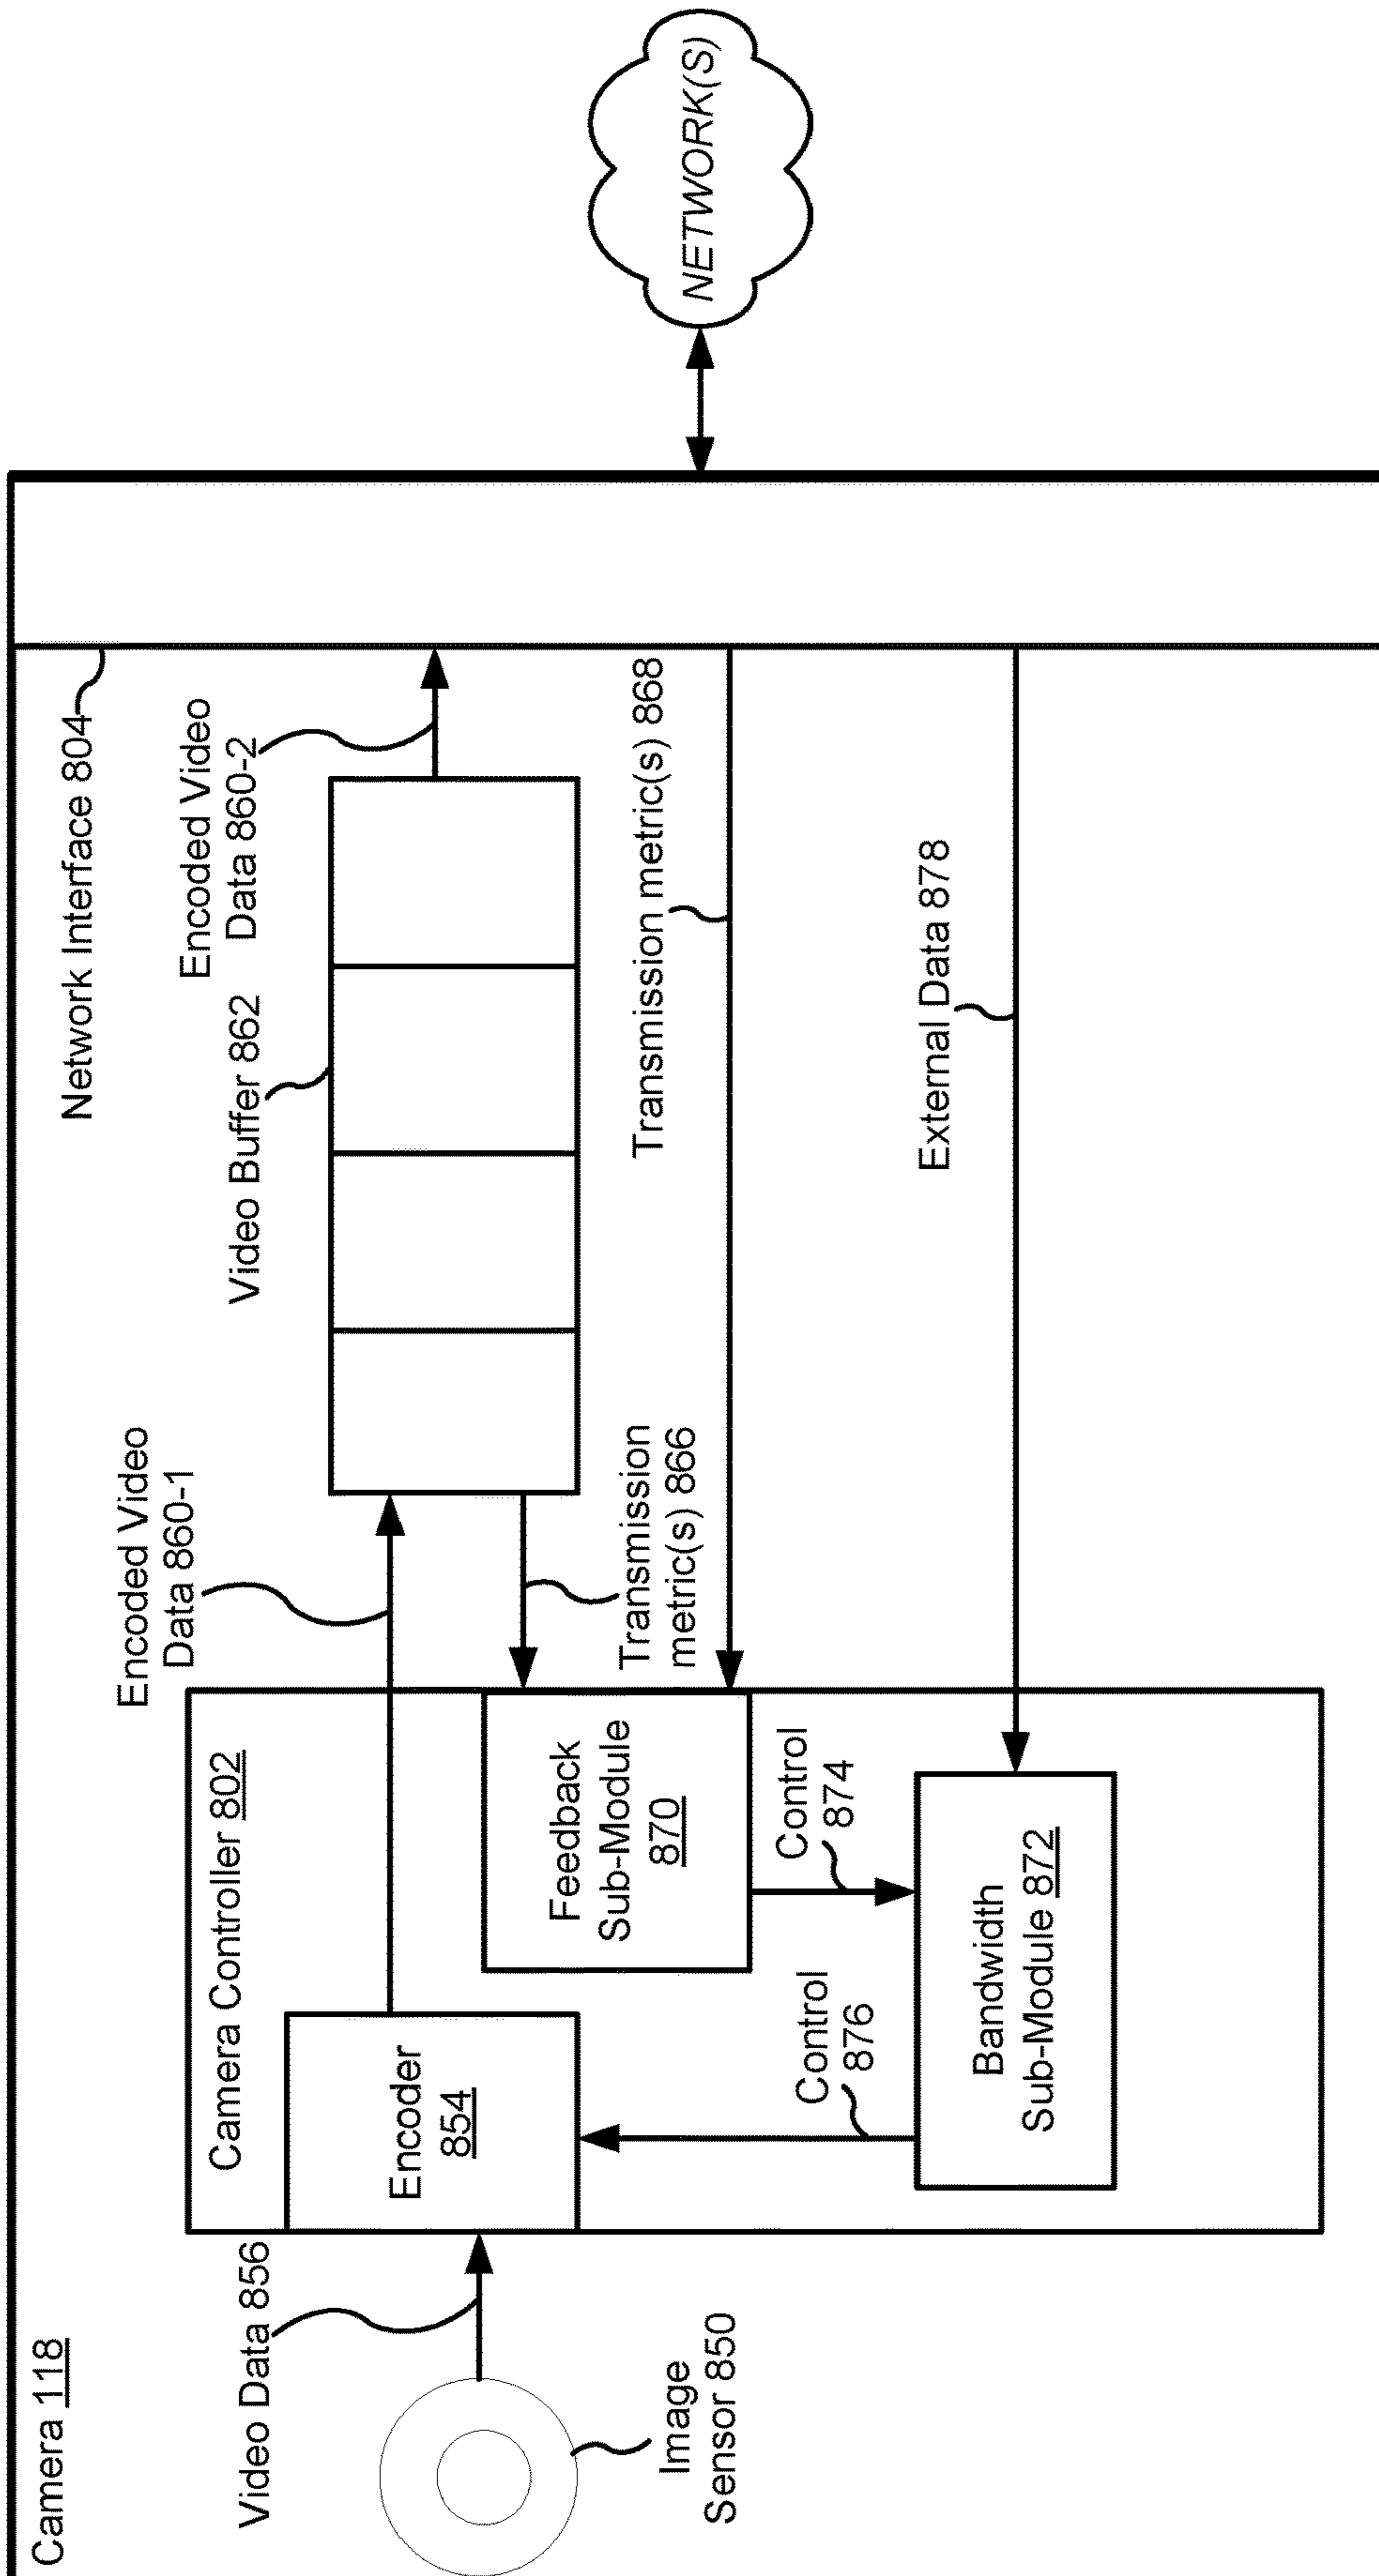 Camera 118
Network Interface 804
NETWORK(S)
Camera Controller 802
Encoded Video
Data 860-1
Encoded Video
Data 860-2
Video Buffer 862
Video Data 856
Encoder
854
Feedback
Sub-Module
870
Transmission
metric(s) 866
Transmission metric(s) 868
Image
Sensor 850
Control
876
Control
874
External Data 878
Bandwidth
Sub-Module 872